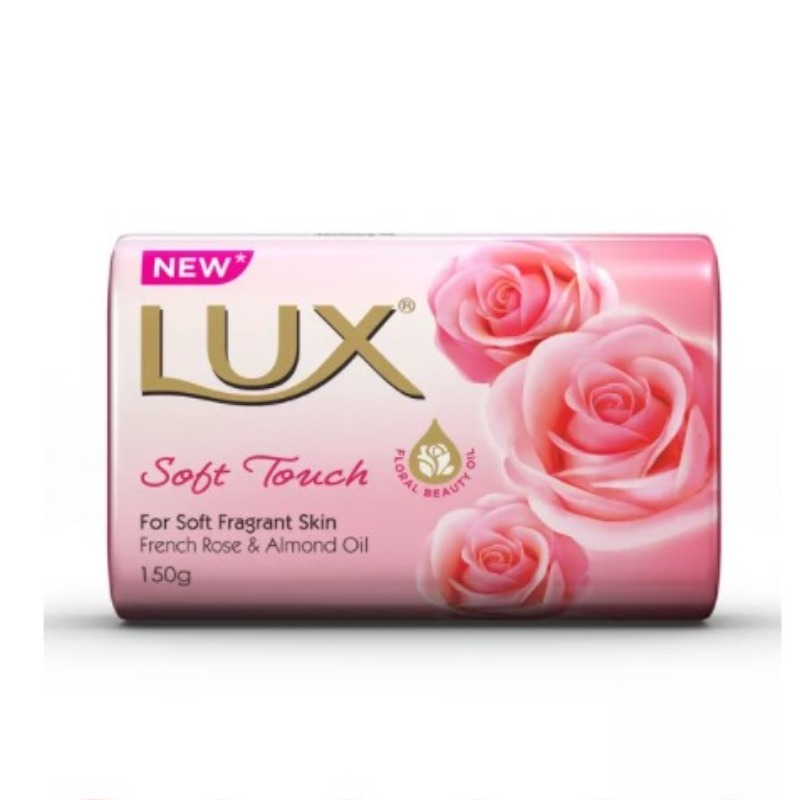 NEW*
LUX®
Soft Touch
FLORAL BEAUTY OIL
For Soft Fragrant Skin
French Rose & Almond Oil
150g